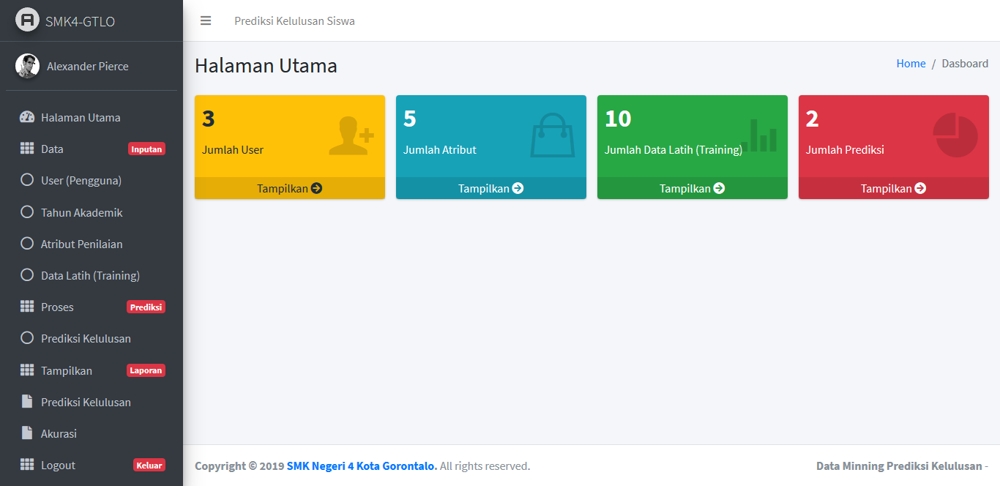 SMK4-GTLO
Alexander Pierce
Halaman Utama
Data Inputan
User (Pengguna)
Tahun Akademik
Atribut Penilaian
Data Latih (Training)
Proses Prediksi
Prediksi Kelulusan
Tampilkan Laporan
Prediksi Kelulusan
Akurasi
Logout Keluar
Prediksi Kelulusan Siswa
Halaman Utama
Home / Dasboard
3
Jumlah User
Tampilkan
5
Jumlah Atribut
Tampilkan
10
Jumlah Data Latih (Training)
Tampilkan
2
Jumlah Prediksi
Tampilkan
Copyright © 2019 SMK Negeri 4 Kota Gorontalo. All rights reserved.
Data Minning Prediksi Kelulusan -